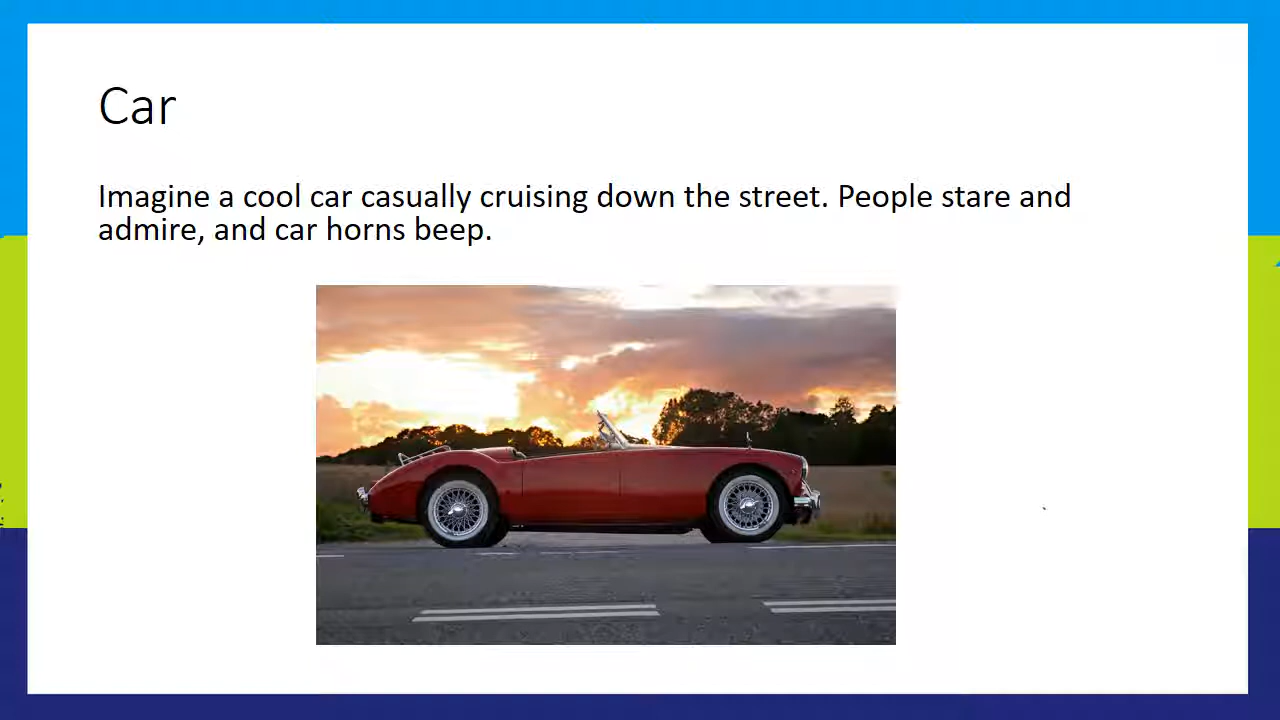 Car
Imagine a cool car casually cruising down the street. People stare and
admire, and car horns beep.